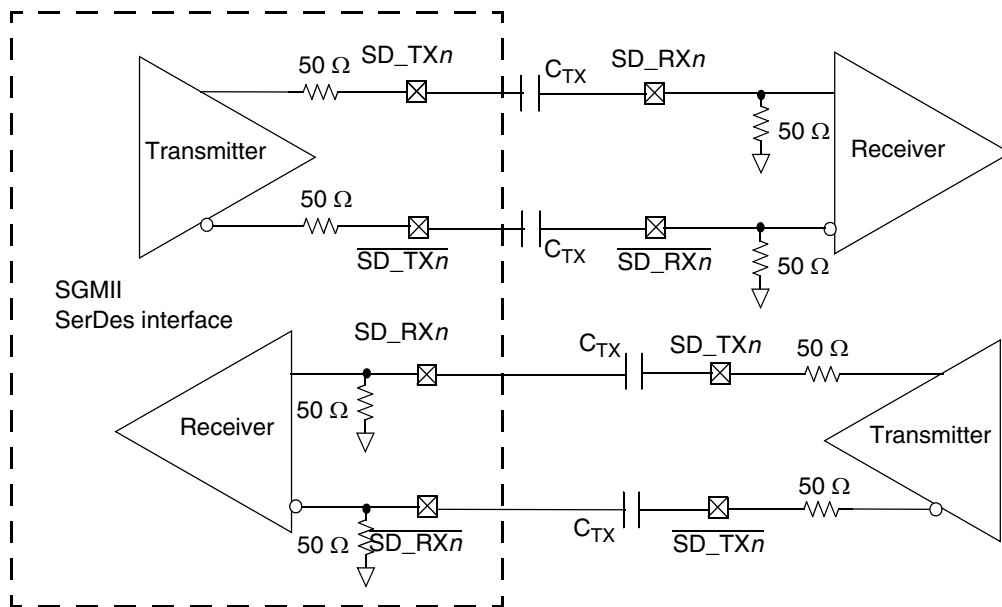 50 Ω
SD_TXn
C_TX
SD_RXn
50 Ω
Transmitter
Receiver
50 Ω
SD_TXn
C_TX
SD_RXn
50 Ω
SGMII
SerDes interface
SD_RXn
C_TX
SD_TXn
50 Ω
50 Ω
Receiver
Transmitter
50 Ω
50 Ω
SD_RXn
C_TX
SD_TXn